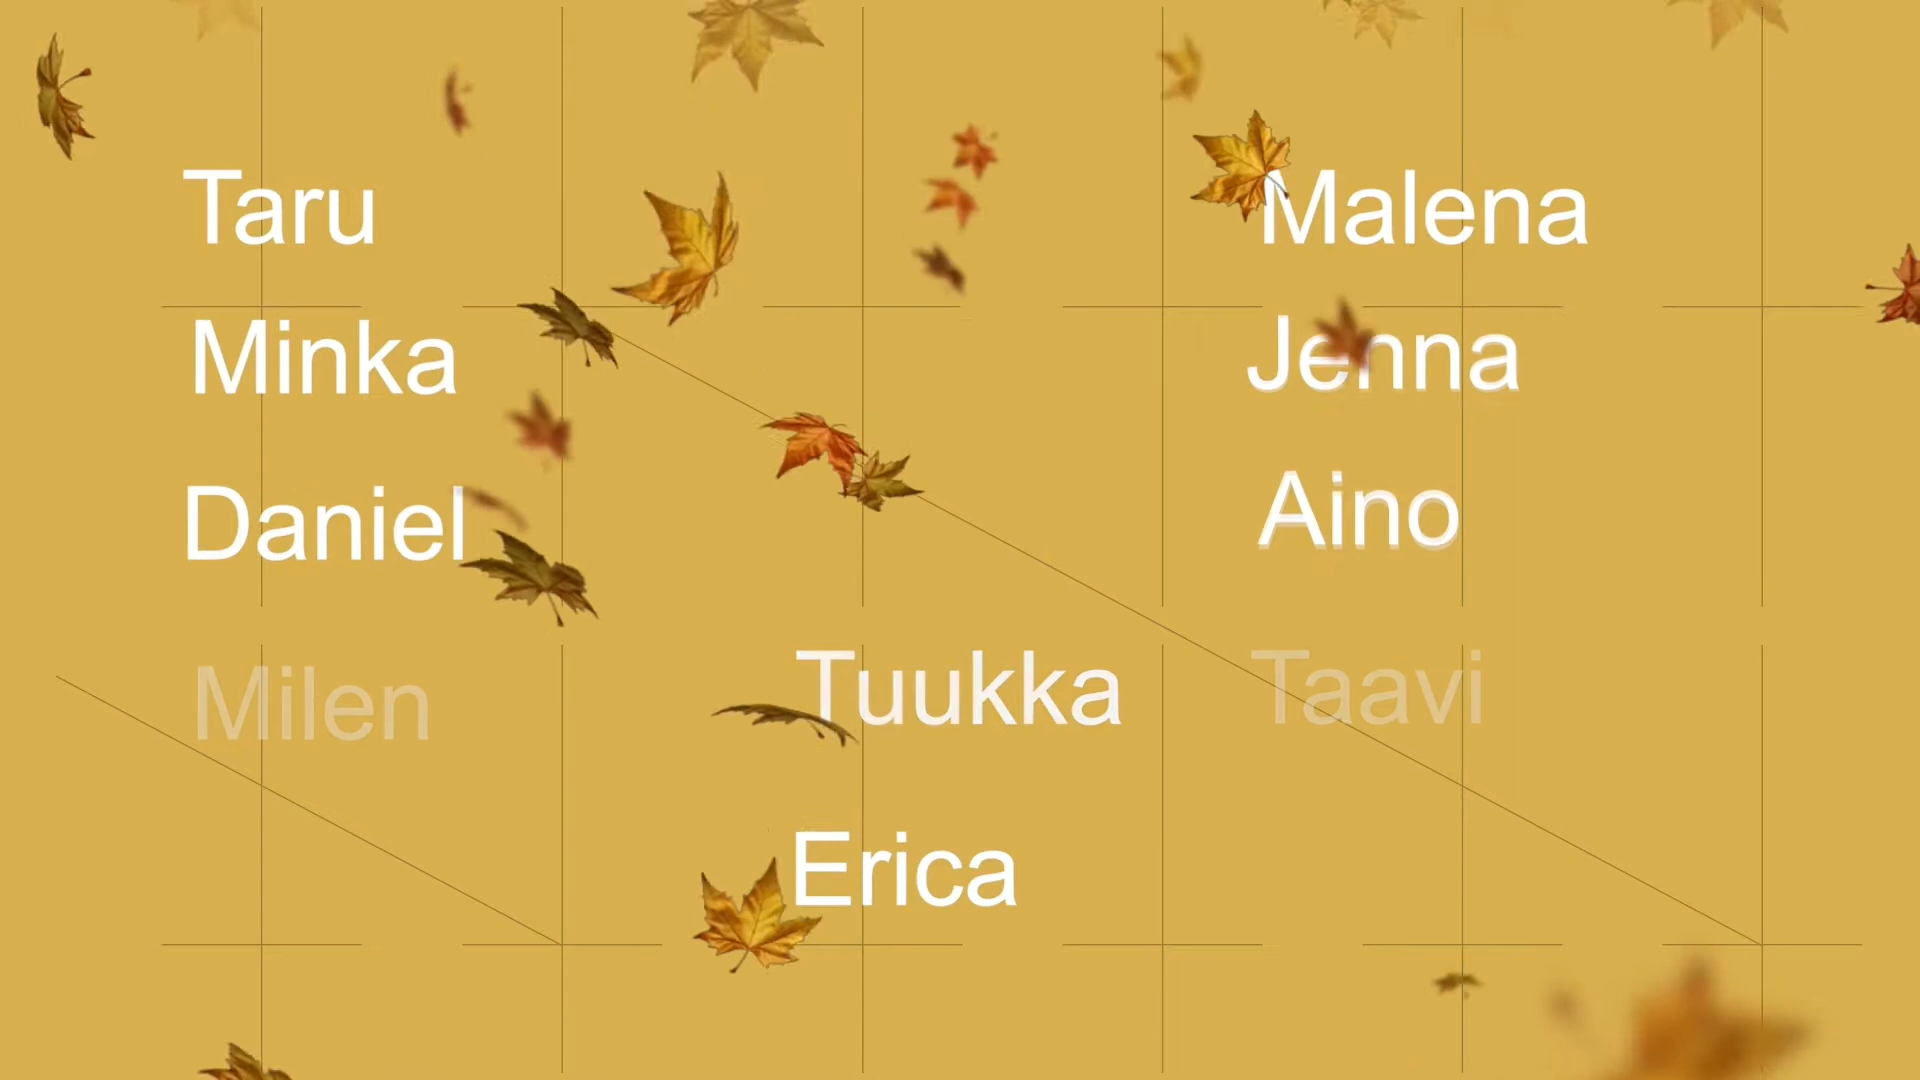 Taru
Minka
Daniel
Milen
Tuukka
Erica
Malena
Jenna
Aino
Taavi